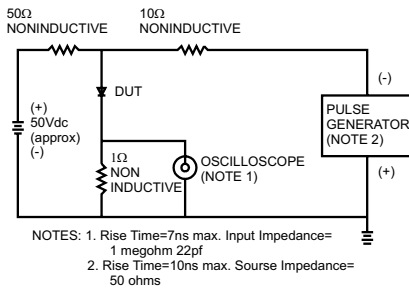 50Ω
NONINDUCTIVE
10Ω
NONINDUCTIVE
(+)
50Vdc
(approx)
(-)
DUT
1Ω
NON
INDUCTIVE
OSCILLOSCOPE
(NOTE 1)
(-)
PULSE
GENERATOR
(NOTE 2)
(+)
NOTES: 1. Rise Time=7ns max. Input Impedance=
1 megohm 22pf
2. Rise Time=10ns max. Sourse Impedance=
50 ohms